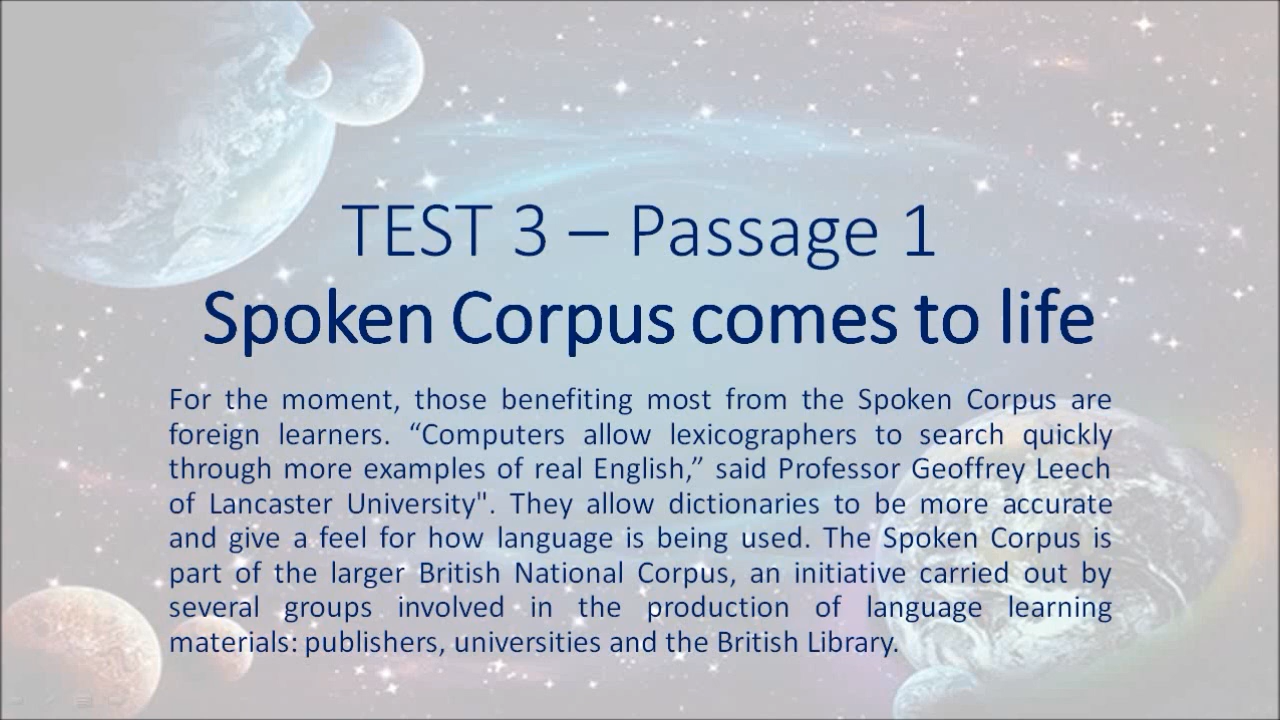 TEST 3 – Passage 1
Spoken Corpus comes to life
For the moment, those benefiting most from the Spoken Corpus are
foreign learners. “Computers allow lexicographers to search quickly
through more examples of real English,” said Professor Geoffrey Leech
of Lancaster University". They allow dictionaries to be more accurate
and give a feel for how language is being used. The Spoken Corpus is
part of the larger British National Corpus, an initiative carried out by
several groups involved in the production of language learning
materials: publishers, universities and the British Library.